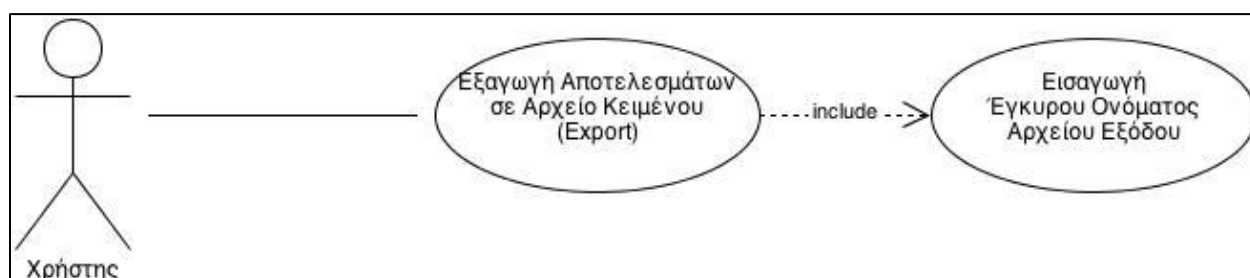 Εξαγωγή Αποτελεσμάτων
σε Αρχείο Κειμένου
(Export)
include
Εισαγωγή
Έγκυρου Ονόματος
Αρχείου Εξόδου
Χρήστης